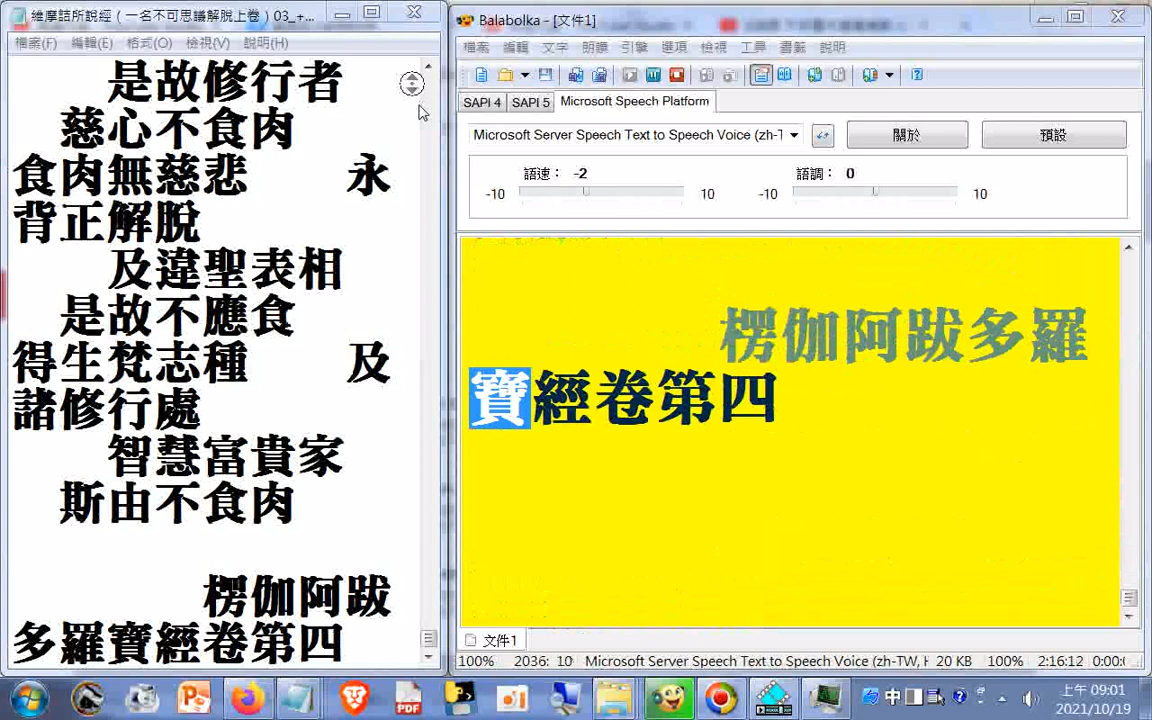 維摩詰所說經（一名不可思議解脫上卷）03_+...
檔案(F) 編輯(E) 格式(O) 檢視(V) 說明(H)
是故修行者
慈心不食肉
食肉無慈悲 永
背正解脫
及違聖表相
是故不應食
得生梵志種 及
諸修行處
智慧富貴家
斯由不食肉
楞伽阿跋
多羅寶經卷第四
Balabolka - [文件1]
檔案 編輯 文字 朗讀 引擎 選項 檢視 工具 書籤 說明
SAPI 4 SAPI 5 Microsoft Speech Platform
Microsoft Server Speech Text to Speech Voice (zh-T
關於 預設
語速： -2 語調： 0
-10 10 -10 10
楞伽阿跋多羅
寶經卷第四
文件1
100% 2036: 10 Microsoft Server Speech Text to Speech Voice (zh-TW, H 20 KB 100% 2:16:12 0:00:
PDF
中
上午 09:01
2021/10/19